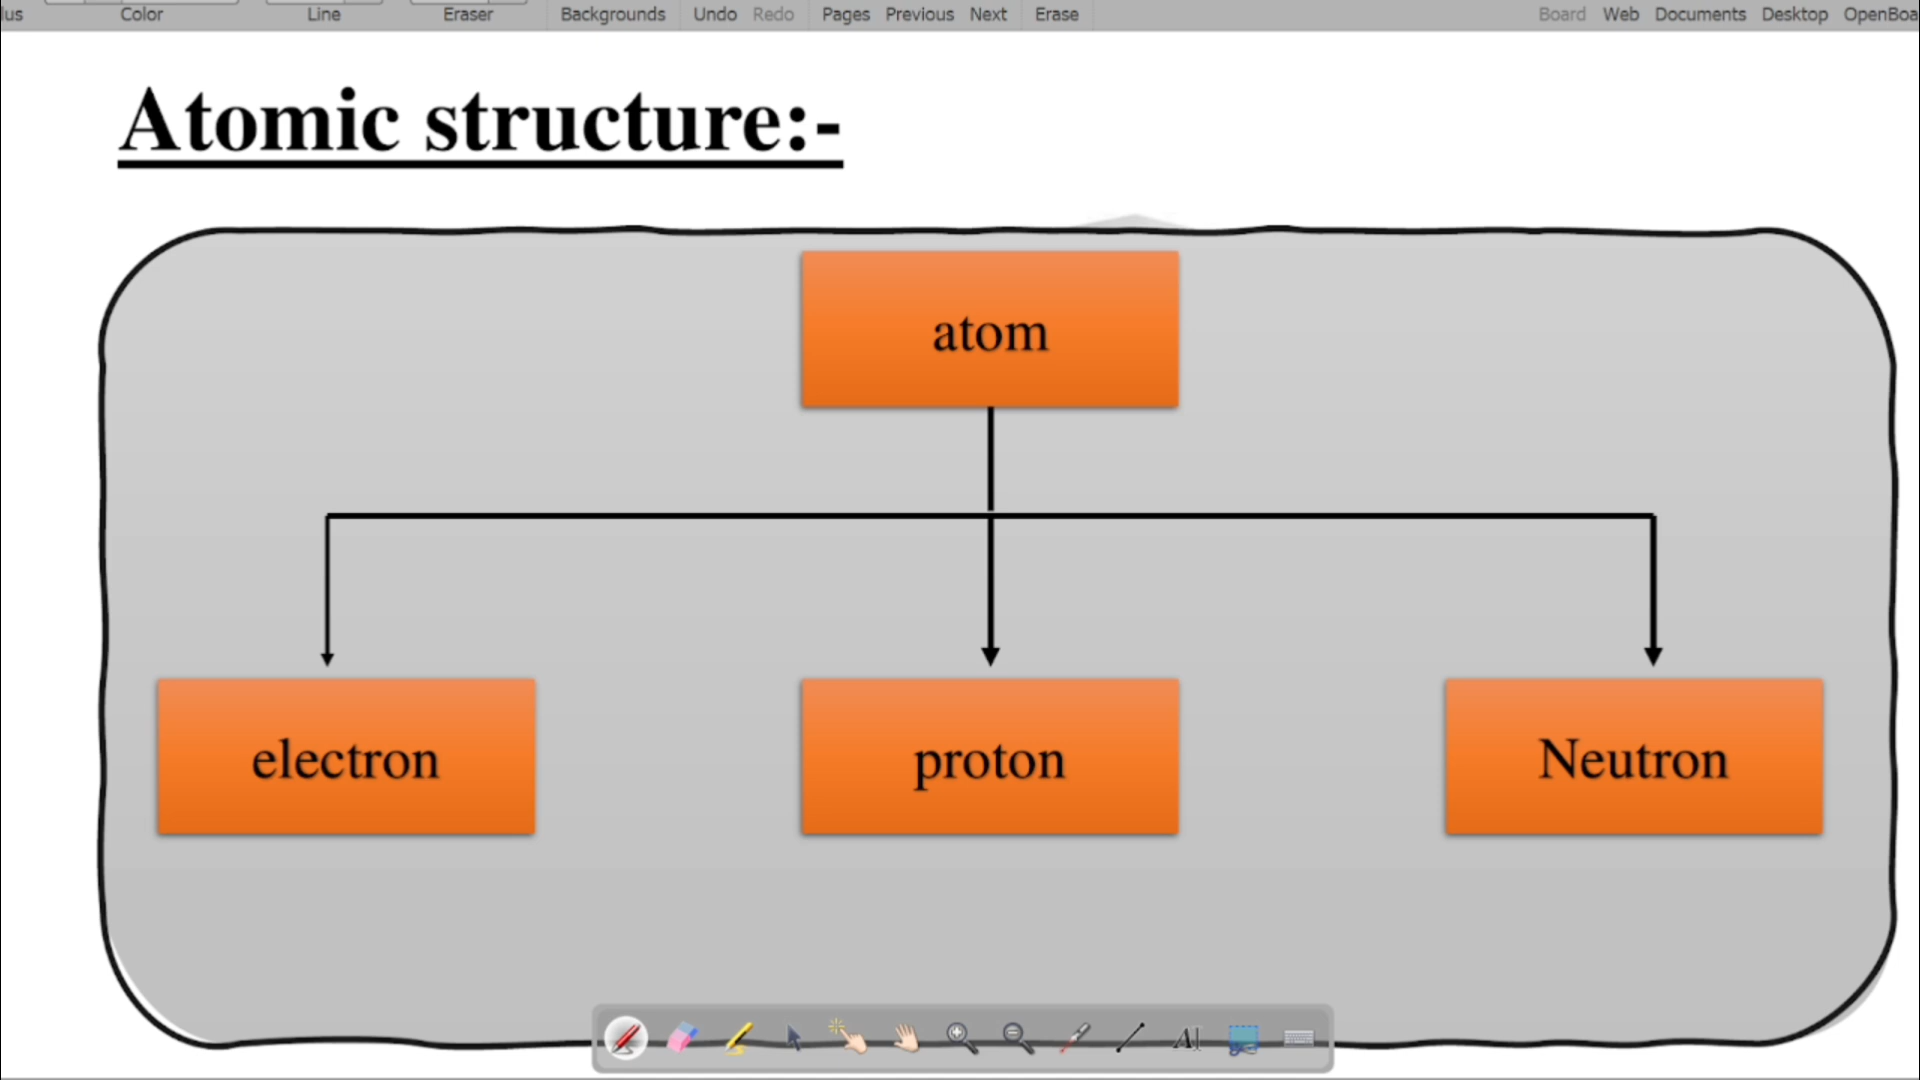 lus Color Line Eraser Backgrounds Undo Redo Pages Previous Next Erase Board Web Documents Desktop OpenBoa
Atomic structure:-
atom
electron proton Neutron
AI